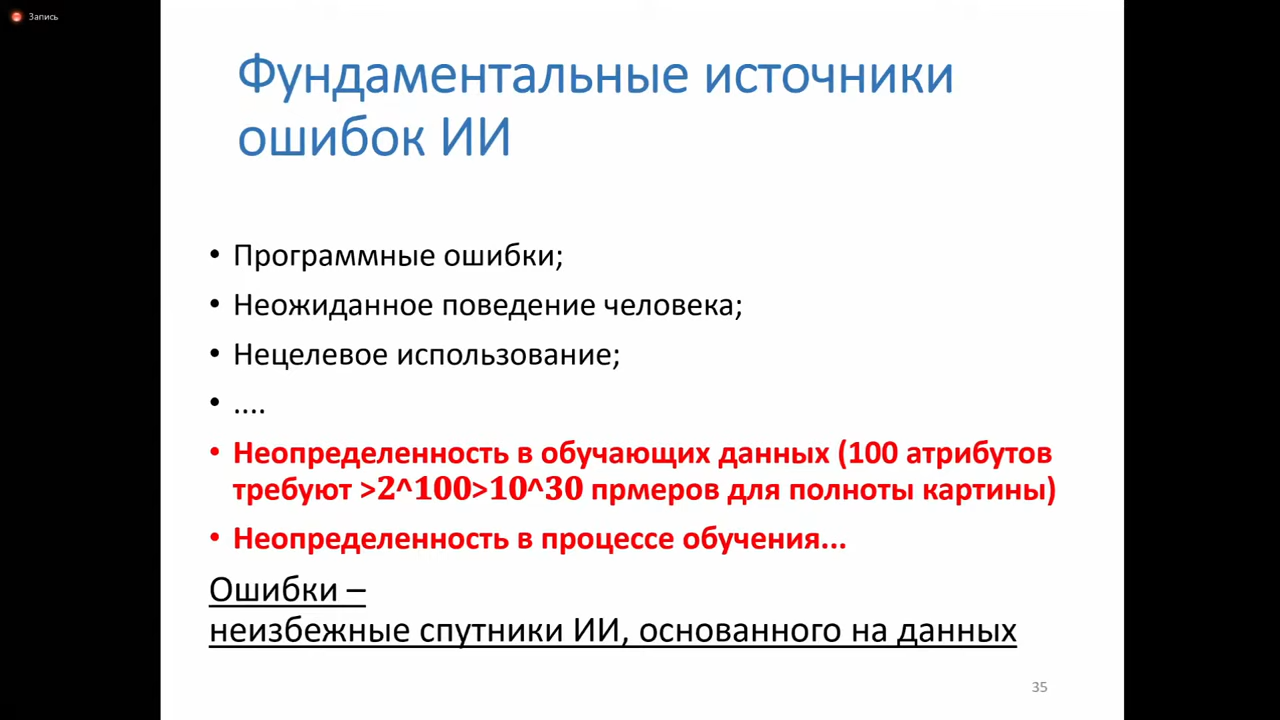 Запись
Фундаментальные источники
ошибок ИИ
• Программные ошибки;
• Неожиданное поведение человека;
• Нецелевое использование;
• ....
• Неопределенность в обучающих данных (100 атрибутов
требуют >2^100>10^30 прмеров для полноты картины)
• Неопределенность в процессе обучения...
Ошибки –
неизбежные спутники ИИ, основанного на данных
35